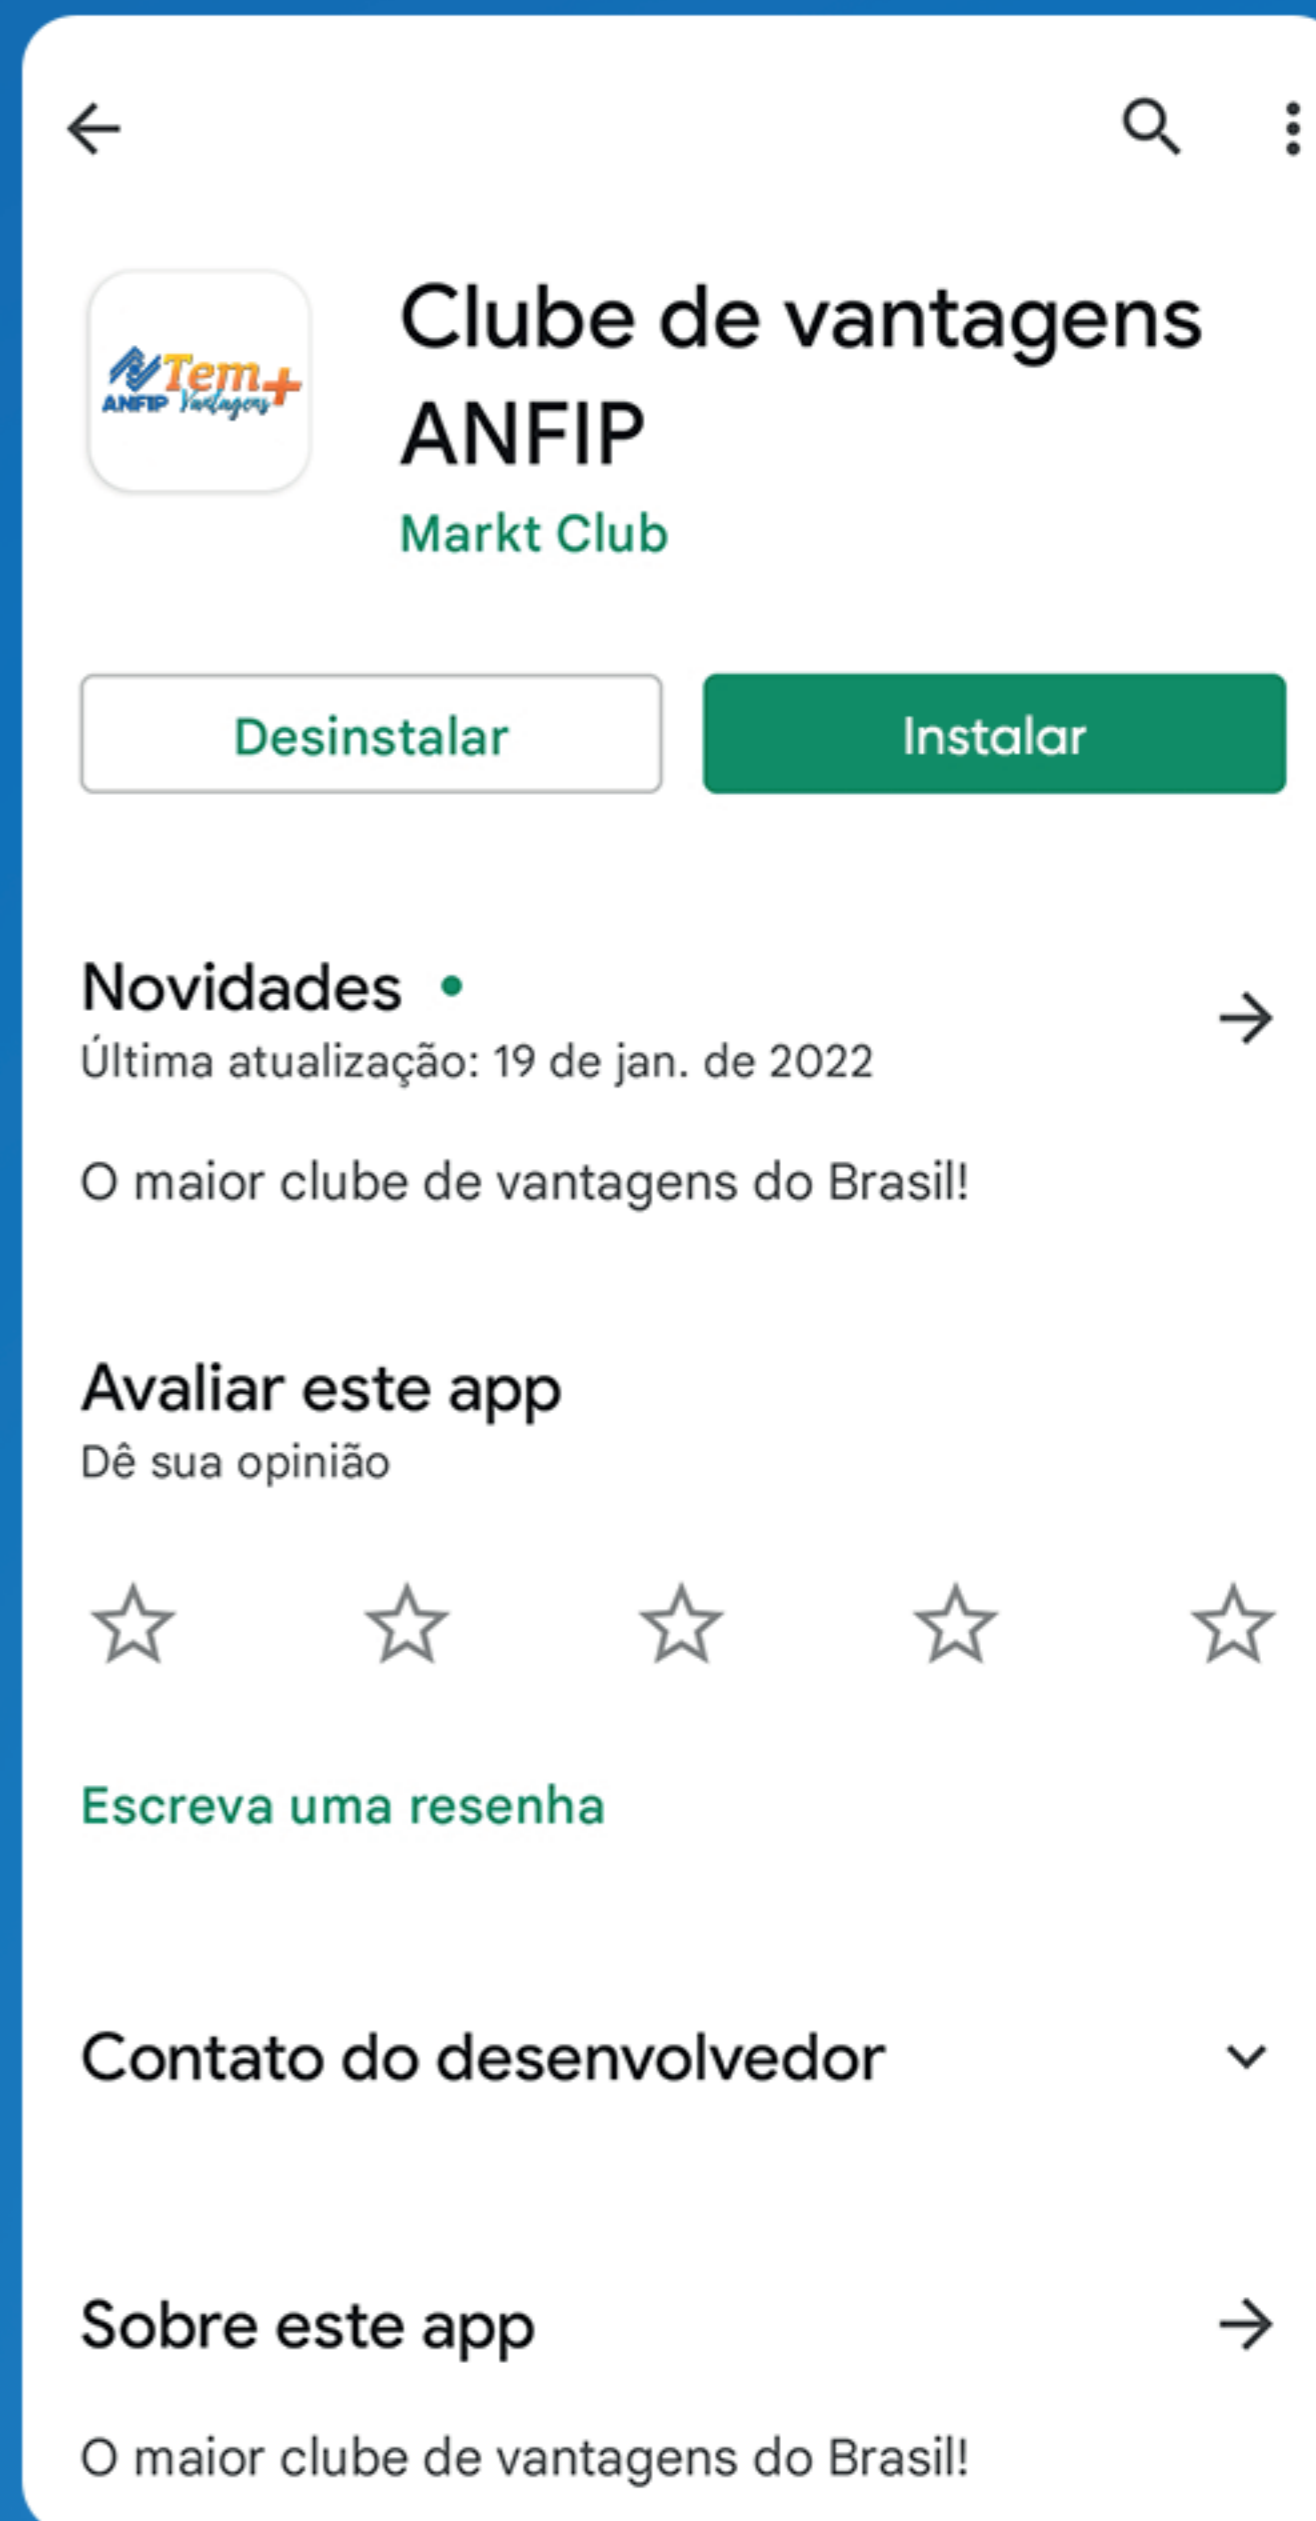 Tem+
ANFIP Vantagens
Clube de vantagens
ANFIP
Markt Club
Desinstalar
Instalar
Novidades
Última atualização: 19 de jan. de 2022
O maior clube de vantagens do Brasil!
Avaliar este app
Dê sua opinião
Escreva uma resenha
Contato do desenvolvedor
Sobre este app
O maior clube de vantagens do Brasil!